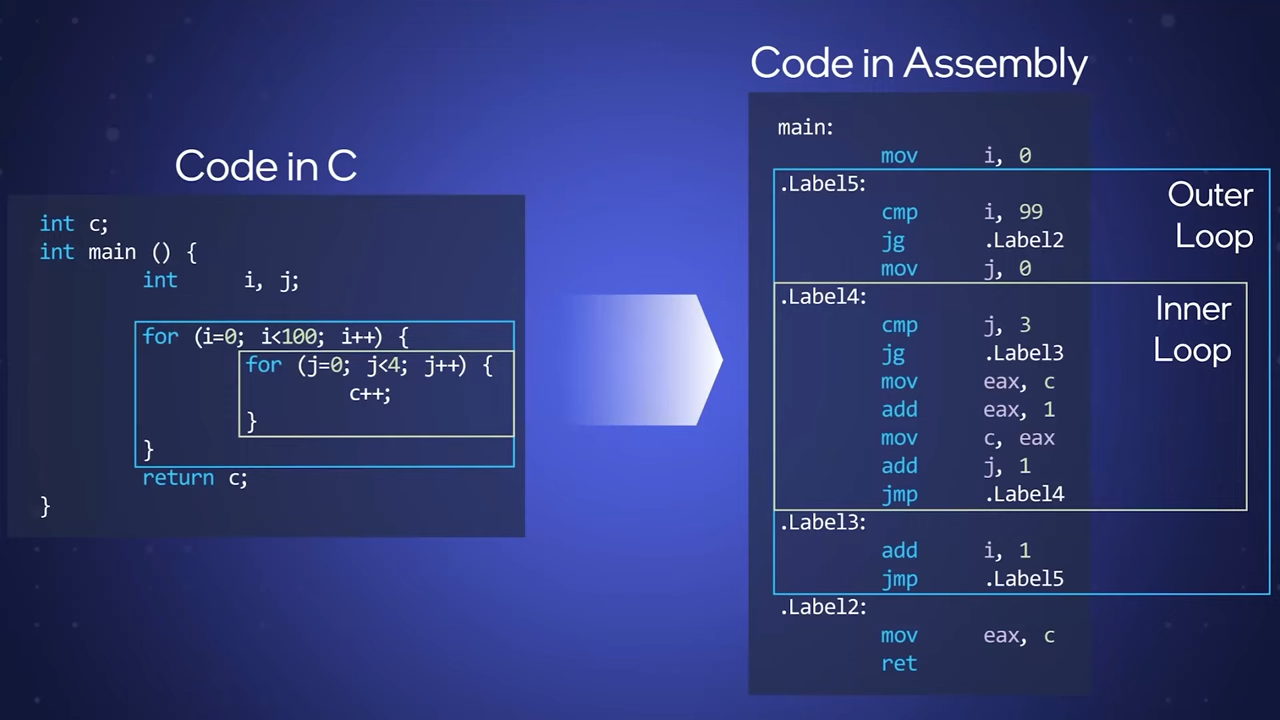 Code in C
int c;
int main () {
int i, j;
for (i=0; i<100; i++) {
for (j=0; j<4; j++) {
c++;
}
}
return c;
}
Code in Assembly
main:
mov i, 0
.Label5:
cmp i, 99
jg .Label2
mov j, 0
Outer
Loop
.Label4:
cmp j, 3
jg .Label3
mov eax, c
add eax, 1
mov c, eax
add j, 1
jmp .Label4
Inner
Loop
.Label3:
add i, 1
jmp .Label5
.Label2:
mov eax, c
ret